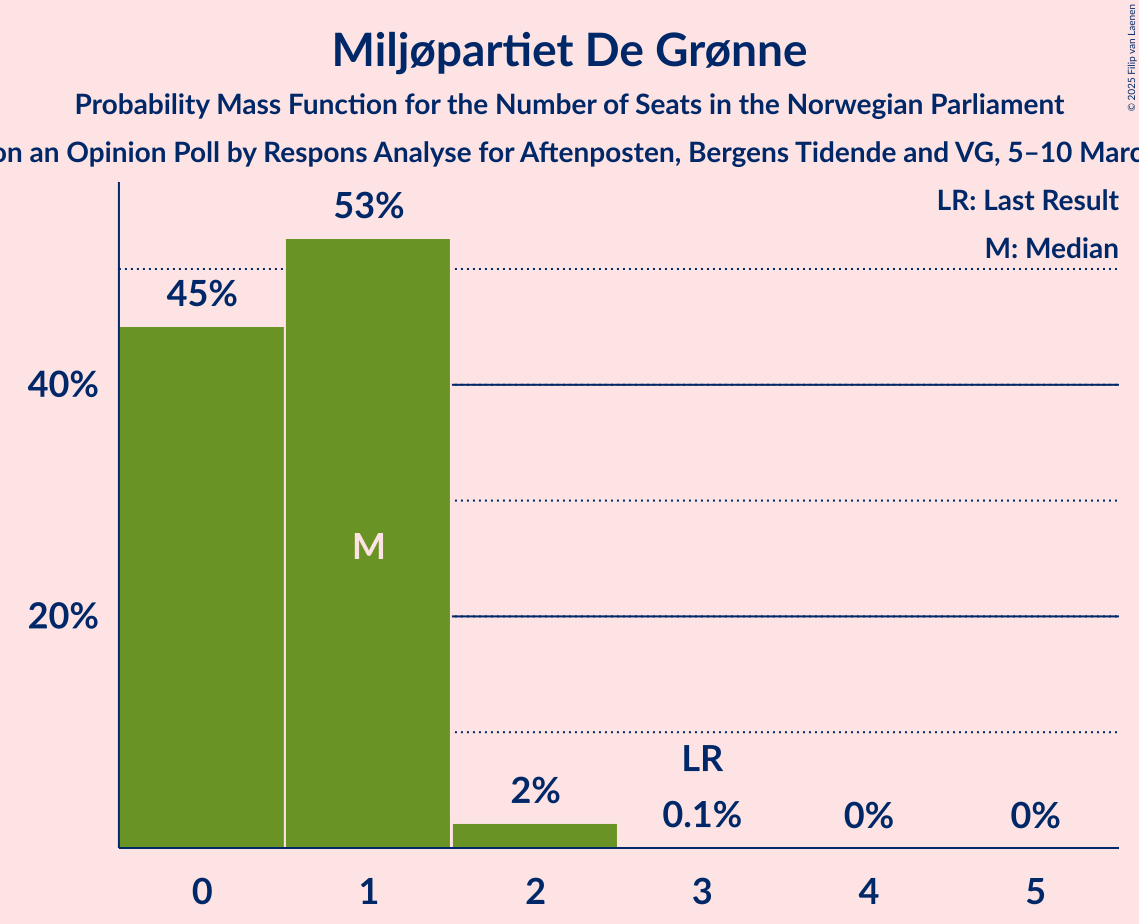 Miljøpartiet De Grønne
Probability Mass Function for the Number of Seats in the Norwegian Parliament
on an Opinion Poll by Respons Analyse for Aftenposten, Bergens Tidende and VG, 5–10
© 2025 Filip van Laenen
LR: Last Result
M: Median
53%
45%
40%
M
20%
LR
2%
0.1%
0%
0%
0
1
2
3
4
5